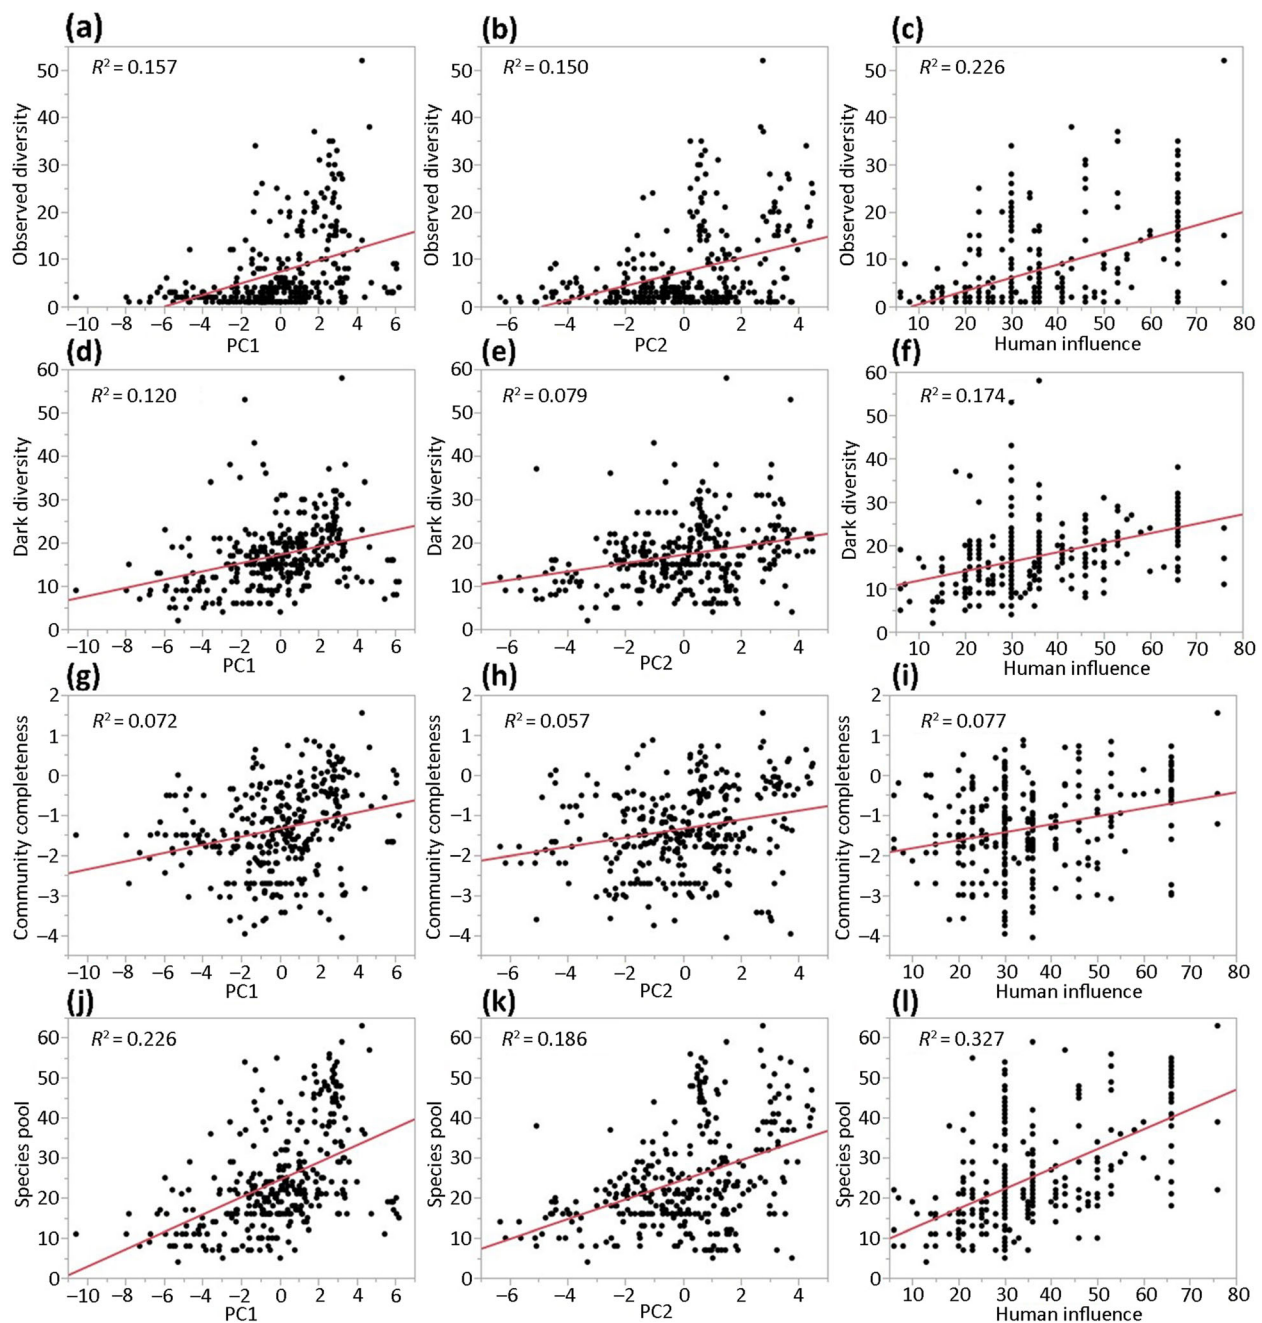 (a) (b) (c)
R² = 0.157 R² = 0.150 R² = 0.226
Observed diversity Observed diversity Observed diversity
50 50 50
40 40 40
30 30 30
20 20 20
10 10 10
0 0 0
−10 −8 −6 −4 −2 0 2 4 6 −6 −4 −2 0 2 4 10 20 30 40 50 60 70 80
PC1 PC2 Human influence
(d) (e) (f)
R² = 0.120 R² = 0.079 R² = 0.174
Dark diversity Dark diversity Dark diversity
60 60 60
50 50 50
40 40 40
30 30 30
20 20 20
10 10 10
0 0 0
−10 −8 −6 −4 −2 0 2 4 6 −6 −4 −2 0 2 4 10 20 30 40 50 60 70 80
PC1 PC2 Human influence
(g) (h) (i)
R² = 0.072 R² = 0.057 R² = 0.077
Community completeness Community completeness Community completeness
2 2 2
1 1 1
0 0 0
−1 −1 −1
−2 −2 −2
−3 −3 −3
−4 −4 −4
−10 −8 −6 −4 −2 0 2 4 6 −6 −4 −2 0 2 4 10 20 30 40 50 60 70 80
PC1 PC2 Human influence
(j) (k) (l)
R² = 0.226 R² = 0.186 R² = 0.327
Species pool Species pool Species pool
60 60 60
50 50 50
40 40 40
30 30 30
20 20 20
10 10 10
0 0 0
−10 −8 −6 −4 −2 0 2 4 6 −6 −4 −2 0 2 4 10 20 30 40 50 60 70 80
PC1 PC2 Human influence